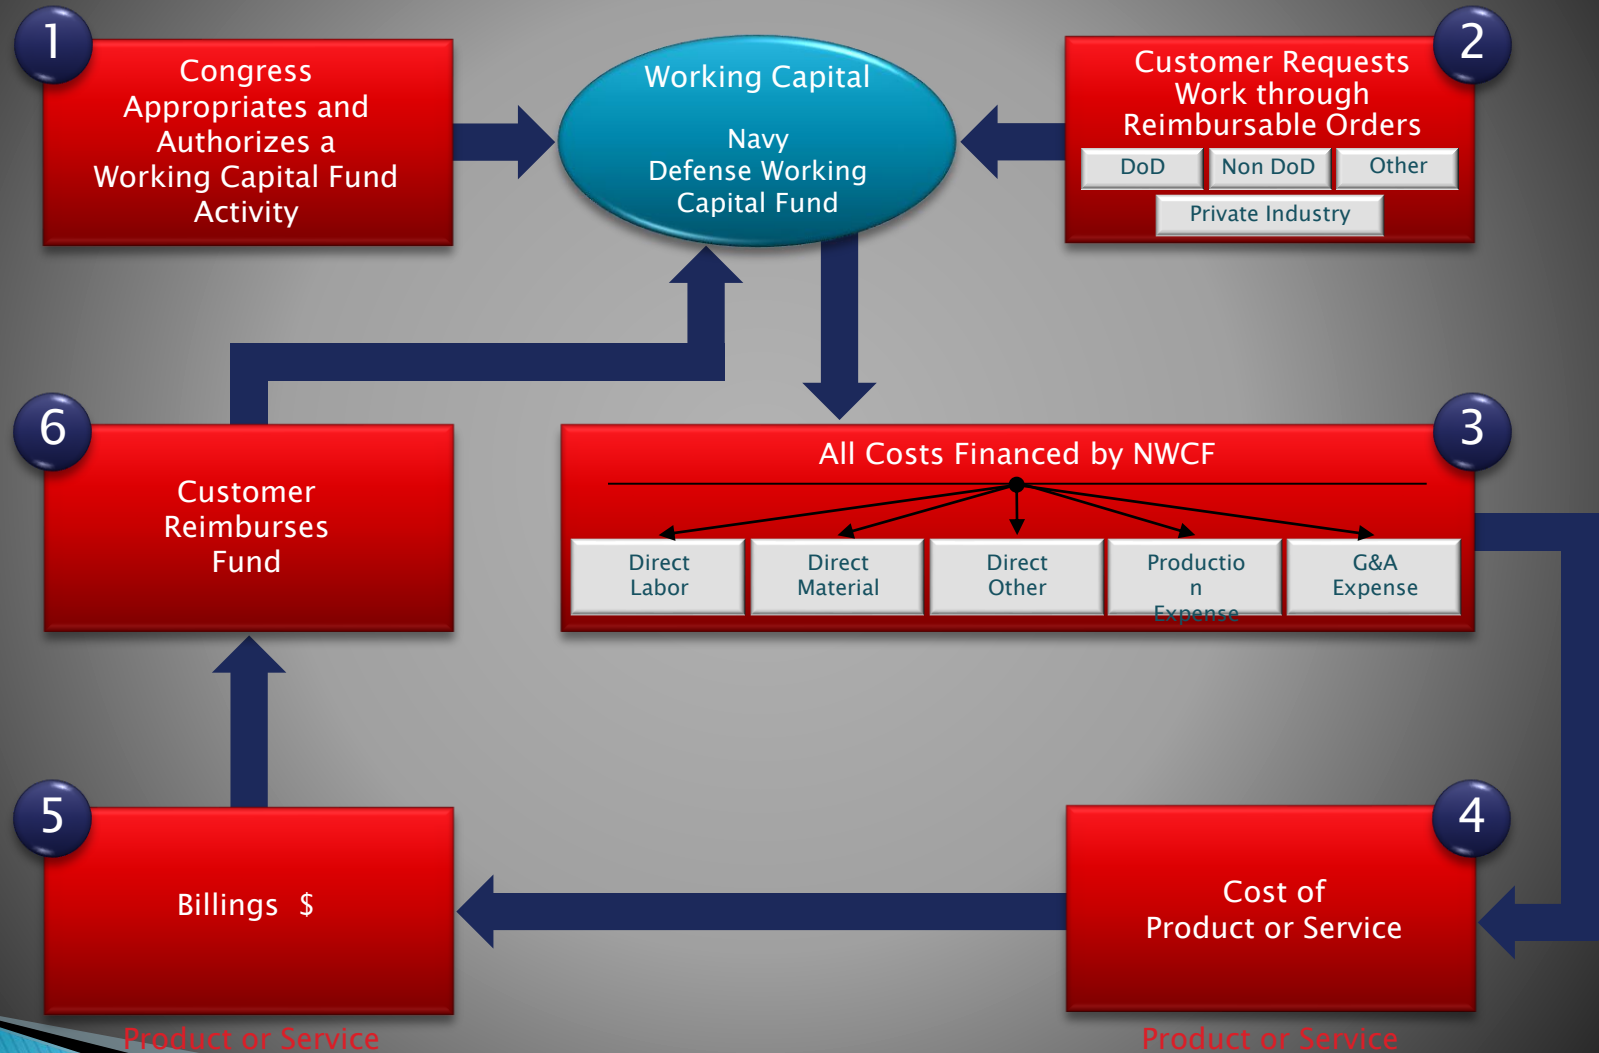 1
Congress
Appropriates and
Authorizes a
Working Capital Fund
Activity
Working Capital
Navy
Defense Working
Capital Fund
2
Customer Requests
Work through
Reimbursable Orders
DoD
Non DoD
Other
Private Industry
6
Customer
Reimburses
Fund
3
All Costs Financed by NWCF
Direct
Labor
Direct
Material
Direct
Other
Productio
n
Expense
G&A
Expense
5
Billings $
4
Cost of
Product or Service
Product or Service
Product or Service